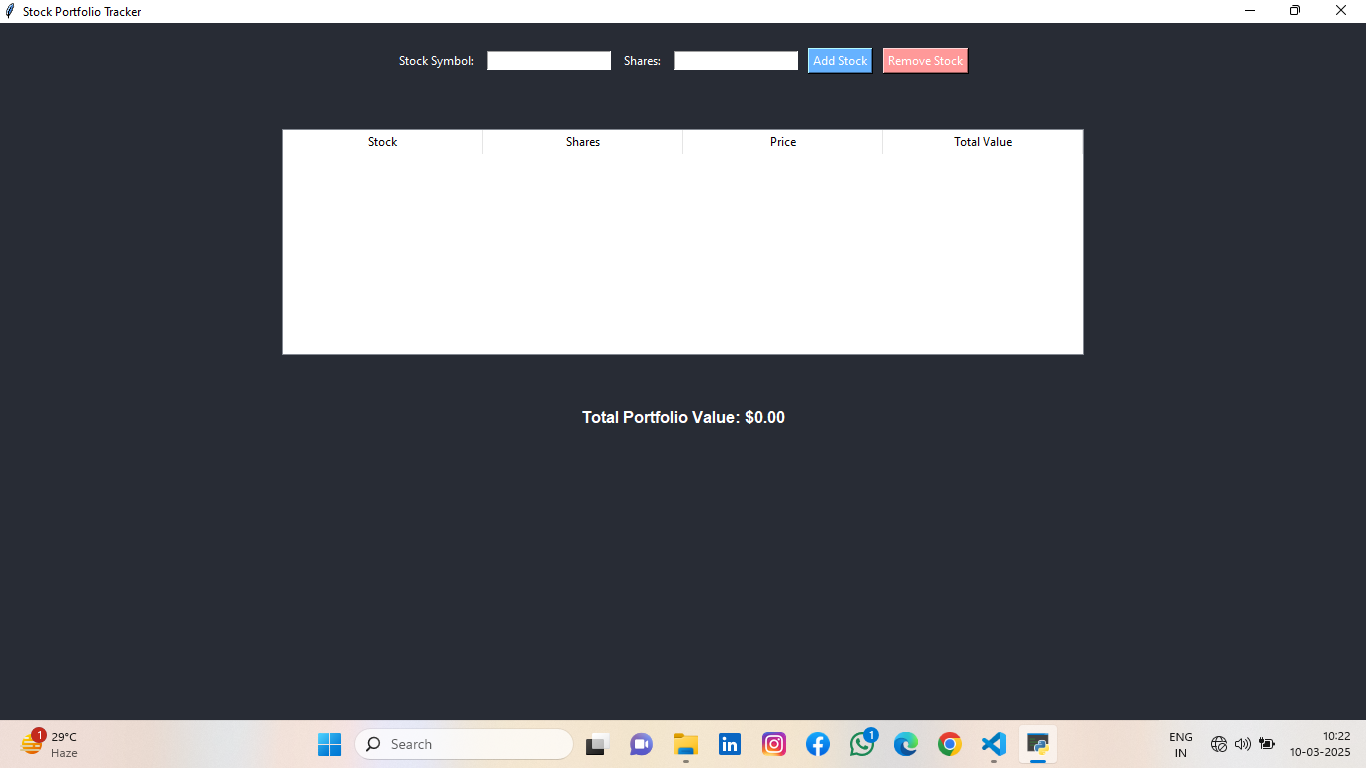 Stock Portfolio Tracker
Stock Symbol: Shares: Add Stock Remove Stock
Stock Shares Price Total Value
Total Portfolio Value: $0.00
1 29°C
Haze
Search
1
ENG
IN
10:22
10-03-2025